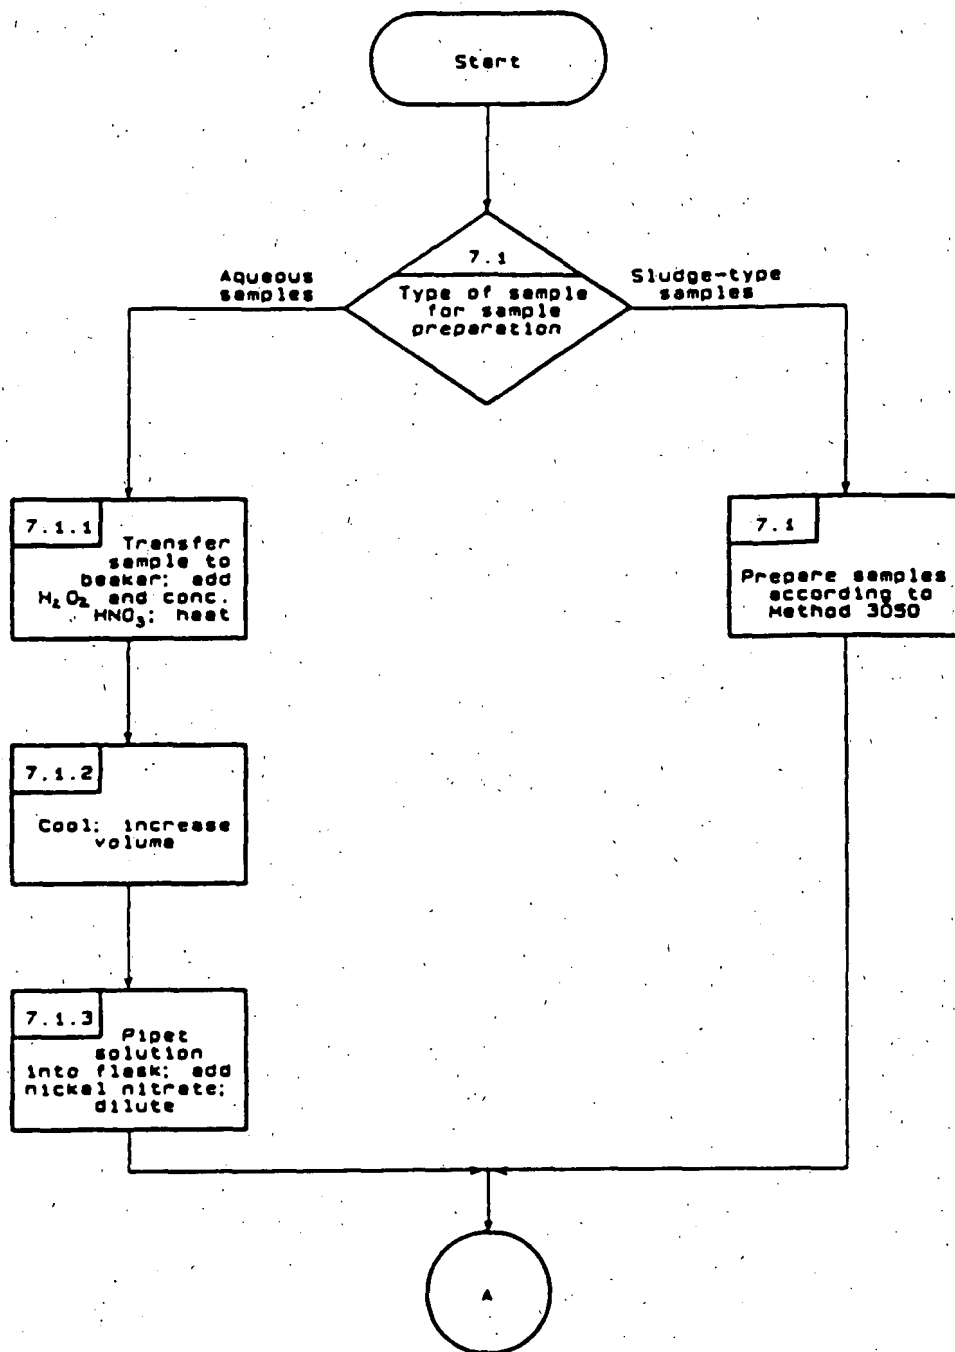 Start
7.1
Type of sample
for sample
preparation
Aqueous
samples
Sludge-type
samples
7.1.1
Transfer
sample to
beaker; add
H₂O₂ and conc.
HNO₃; heat
7.1
Prepare samples
according to
Method 3050
7.1.2
Cool; increase
volume
7.1.3
Pipet
solution
into flask; add
nickel nitrate;
dilute
A